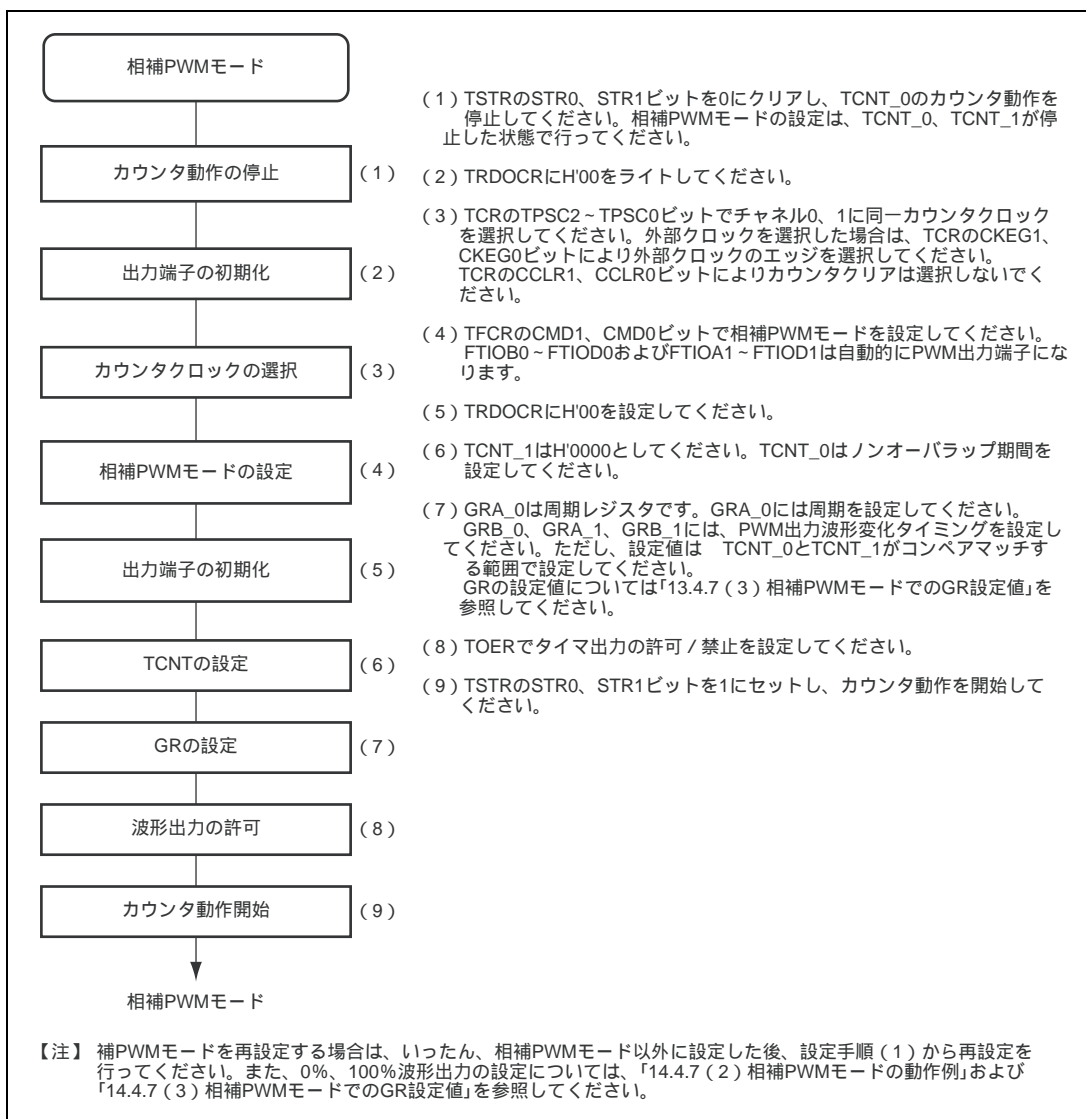 相補PWMモード
カウンタ動作の停止
(1)
出力端子の初期化
(2)
カウンタクロックの選択
(3)
相補PWMモードの設定
(4)
出力端子の初期化
(5)
TCNTの設定
(6)
GRの設定
(7)
波形出力の許可
(8)
カウンタ動作開始
(9)
相補PWMモード
(1)TSTRのSTR0、STR1ビットを0にクリアし、TCNT_0のカウンタ動作を
停止してください。相補PWMモードの設定は、TCNT_0、TCNT_1が停
止した状態で行ってください。
(2)TRDOCRにH'00をライトしてください。
(3)TCRのTPSC2~TPSC0ビットでチャネル0、1に同一カウンタクロック
を選択してください。外部クロックを選択した場合は、TCRのCKEG1、
CKEG0ビットにより外部クロックのエッジを選択してください。
TCRのCCLR1、CCLR0ビットによりカウンタクリアは選択しないでく
ださい。
(4)TFCRのCMD1、CMD0ビットで相補PWMモードを設定してください。
FTIOB0~FTIOD0およびFTIOA1~FTIOD1は自動的にPWM出力端子にな
ります。
(5)TRDOCRにH'00を設定してください。
(6)TCNT_1はH'0000としてください。TCNT_0はノンオーバラップ期間を
設定してください。
(7)GRA_0は周期レジスタです。GRA_0には周期を設定してください。
GRB_0、GRA_1、GRB_1には、PWM出力波形変化タイミングを設定し
てください。ただし、設定値は TCNT_0とTCNT_1がコンペアマッチす
る範囲で設定してください。
GRの設定値については「13.4.7(3)相補PWMモードでのGR設定値」を
参照してください。
(8)TOERでタイマ出力の許可/禁止を設定してください。
(9)TSTRのSTR0、STR1ビットを1にセットし、カウンタ動作を開始して
ください。
【注】 補PWMモードを再設定する場合は、いったん、相補PWMモード以外に設定した後、設定手順(1)から再設定を
行ってください。また、0%、100%波形出力の設定については、「14.4.7(2)相補PWMモードの動作例」および
「14.4.7(3)相補PWMモードでのGR設定値」を参照してください。